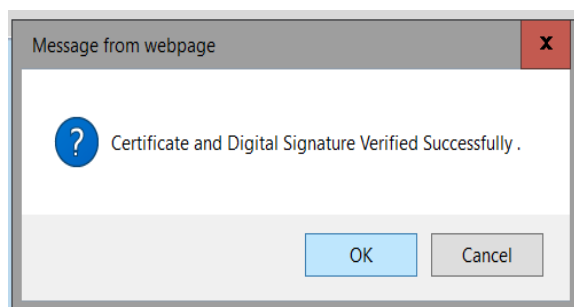 Message from webpage
x
?
Certificate and Digital Signature Verified Successfully .
OK
Cancel